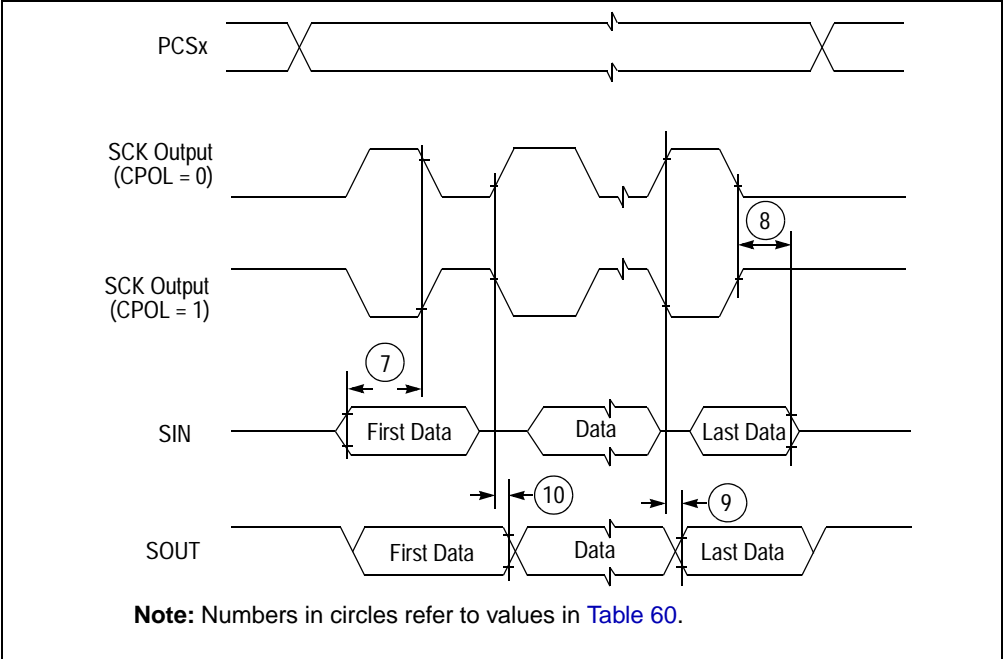 PCSx
SCK Output
(CPOL = 0)
8
SCK Output
(CPOL = 1)
7
SIN
First Data
Data
Last Data
10
9
SOUT
First Data
Data
Last Data
Note: Numbers in circles refer to values in Table 60.